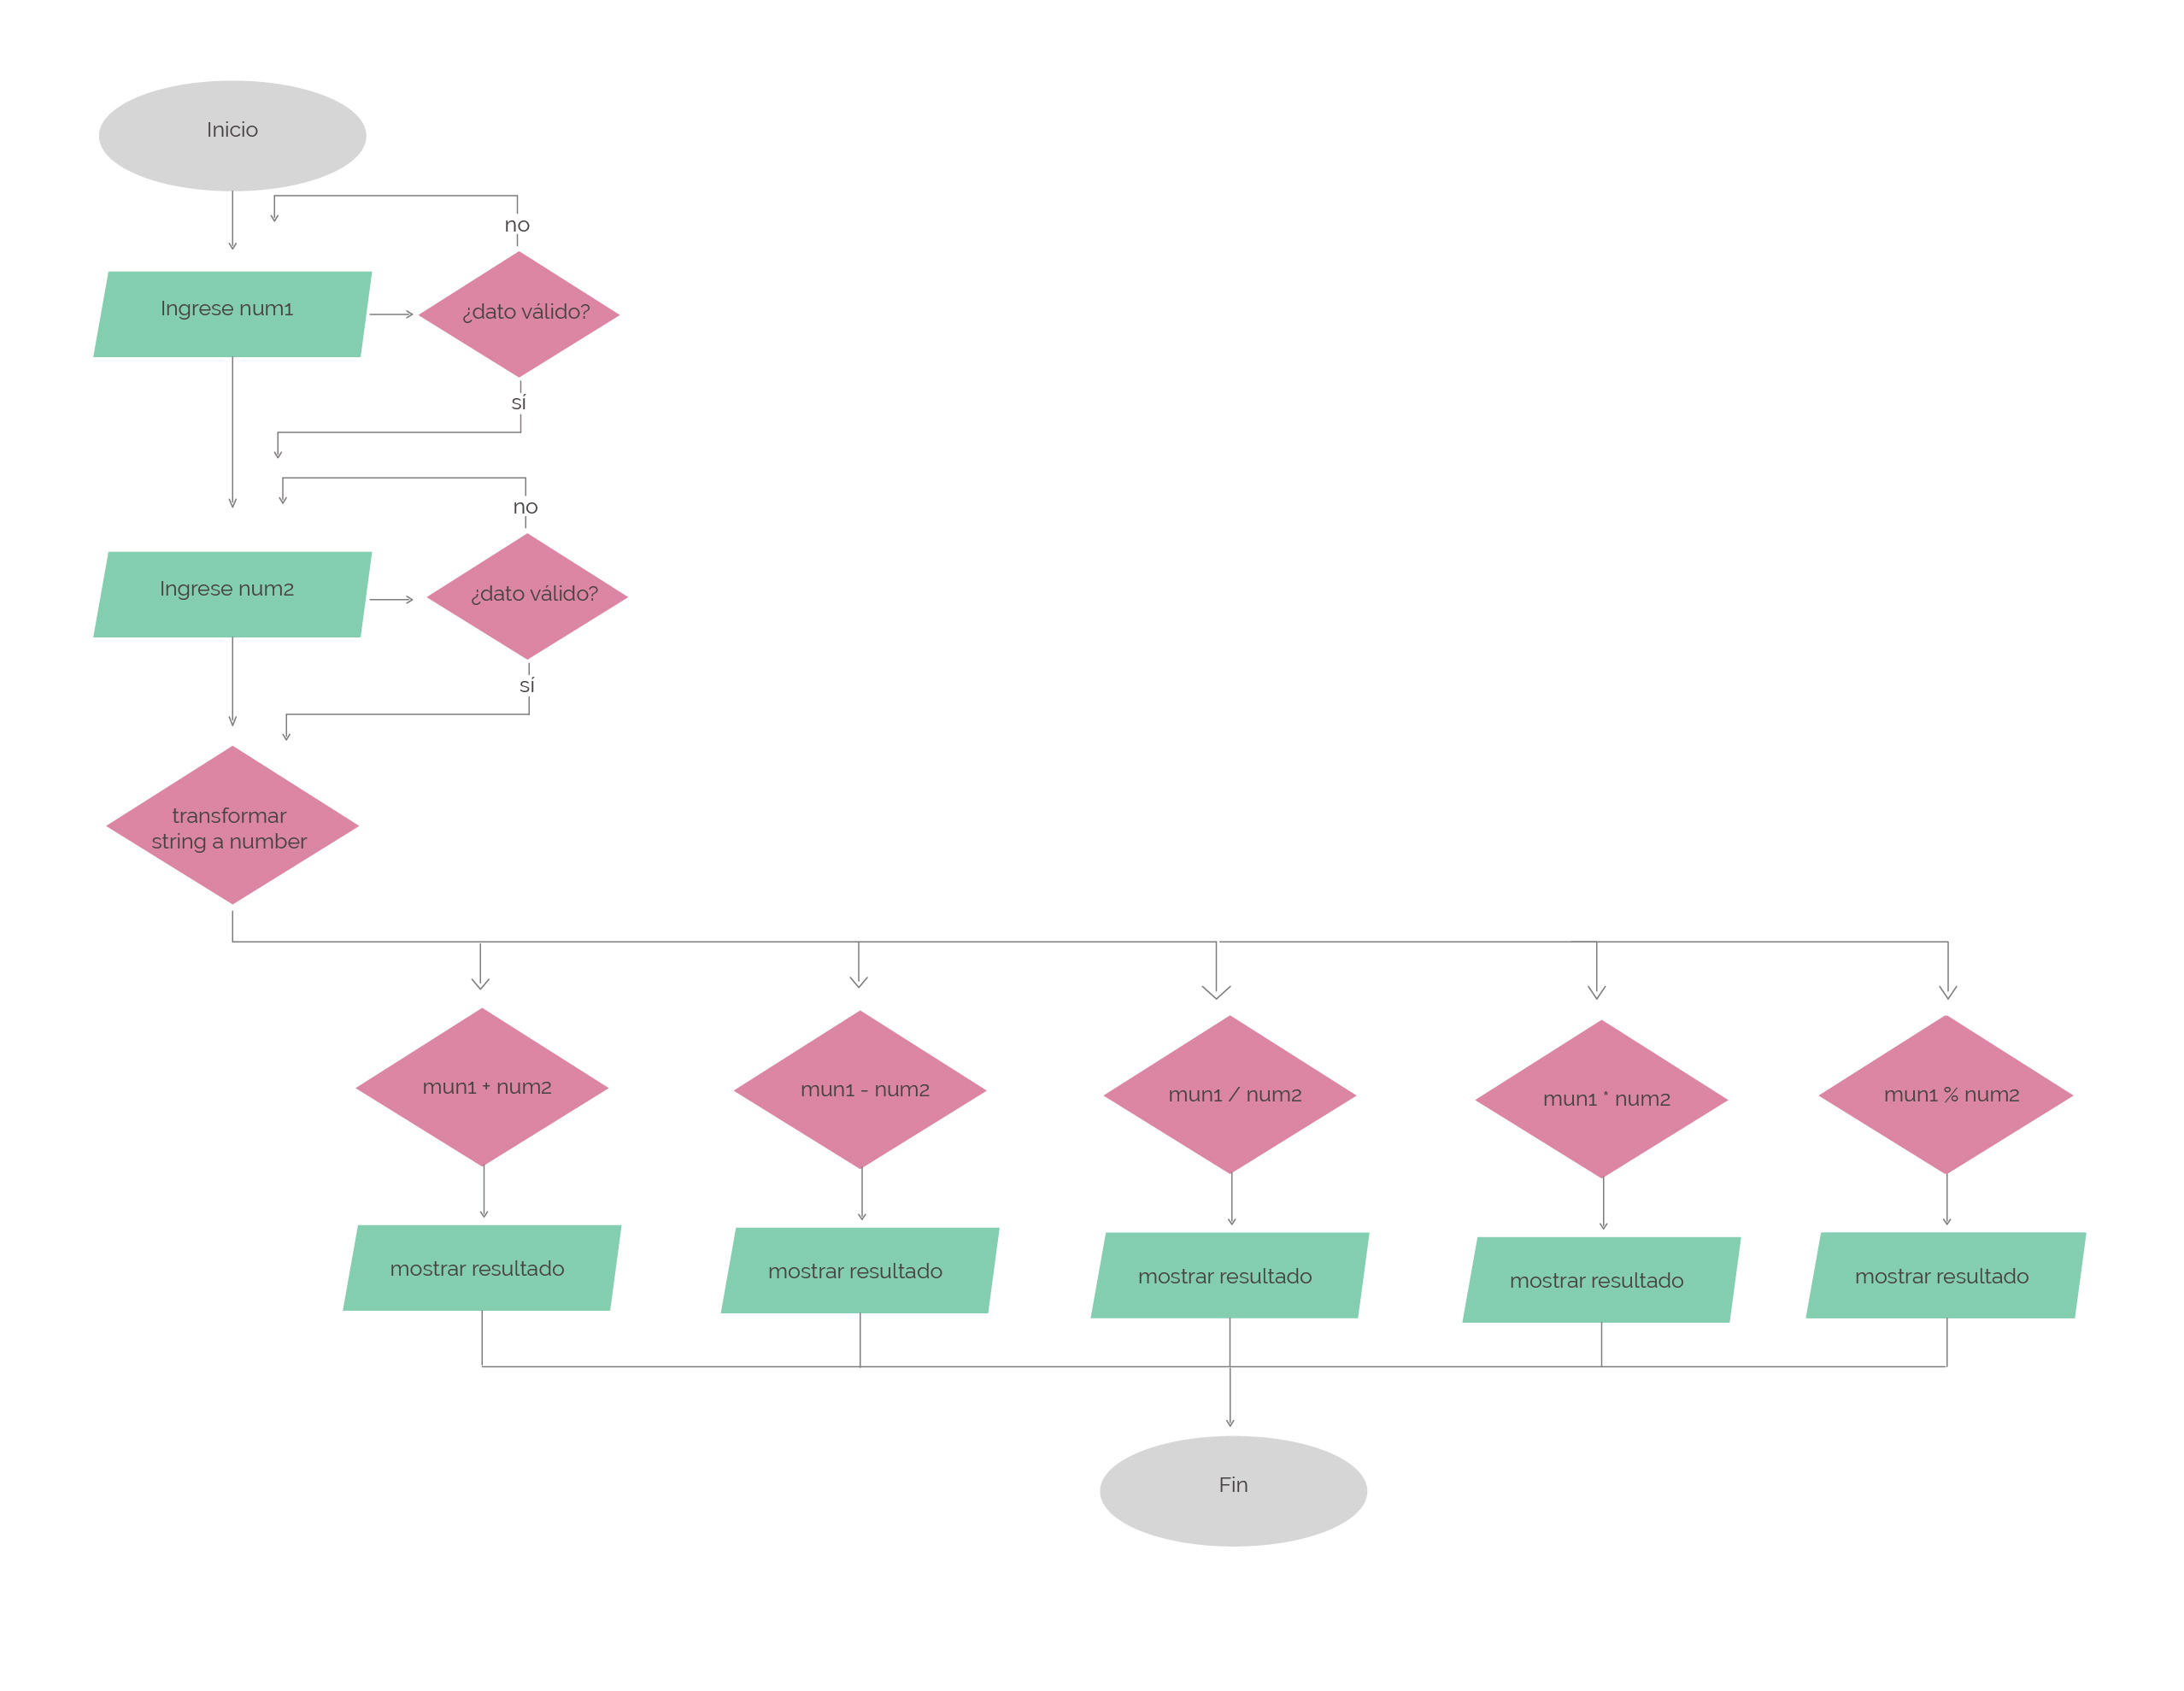 Inicio
no
Ingrese num1
¿dato válido?
sí
no
Ingrese num2
¿dato válido?
sí
transformar
string a number
mun1 + num2
mun1 - num2
mun1 / num2
mun1 * num2
mun1 % num2
mostrar resultado
mostrar resultado
mostrar resultado
mostrar resultado
mostrar resultado
Fin